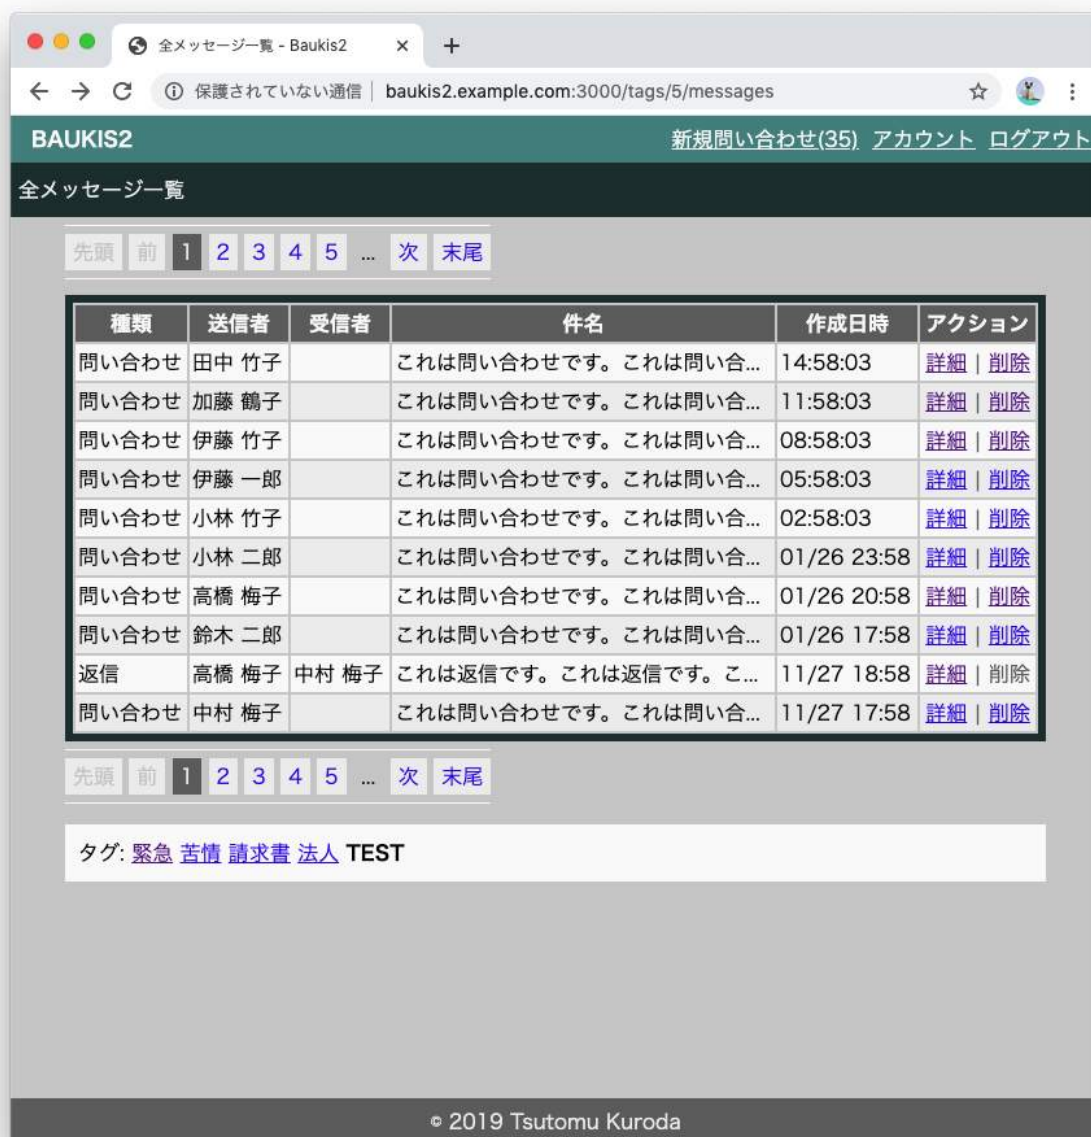 全メッセージ一覧 - Baukis2
保護されていない通信 | baukis2.example.com:3000/tags/5/messages
BAUKIS2 新規問い合わせ(35) アカウント ログアウト
全メッセージ一覧
先頭 前 1 2 3 4 5 ... 次 末尾
種類 送信者 受信者 件名 作成日時 アクション
問い合わせ 田中 竹子 これは問い合わせです。これは問い合... 14:58:03 詳細 | 削除
問い合わせ 加藤 鶴子 これは問い合わせです。これは問い合... 11:58:03 詳細 | 削除
問い合わせ 伊藤 竹子 これは問い合わせです。これは問い合... 08:58:03 詳細 | 削除
問い合わせ 伊藤 一郎 これは問い合わせです。これは問い合... 05:58:03 詳細 | 削除
問い合わせ 小林 竹子 これは問い合わせです。これは問い合... 02:58:03 詳細 | 削除
問い合わせ 小林 二郎 これは問い合わせです。これは問い合... 01/26 23:58 詳細 | 削除
問い合わせ 高橋 梅子 これは問い合わせです。これは問い合... 01/26 20:58 詳細 | 削除
問い合わせ 鈴木 二郎 これは問い合わせです。これは問い合... 01/26 17:58 詳細 | 削除
返信 高橋 梅子 中村 梅子 これは返信です。これは返信です。こ... 11/27 18:58 詳細 | 削除
問い合わせ 中村 梅子 これは問い合わせです。これは問い合... 11/27 17:58 詳細 | 削除
先頭 前 1 2 3 4 5 ... 次 末尾
タグ: 緊急 苦情 請求書 法人 TEST
© 2019 Tsutomu Kuroda